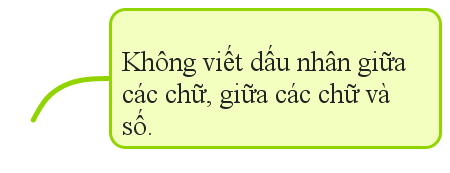 Không viết dấu nhân giữa
các chữ, giữa các chữ và
số.